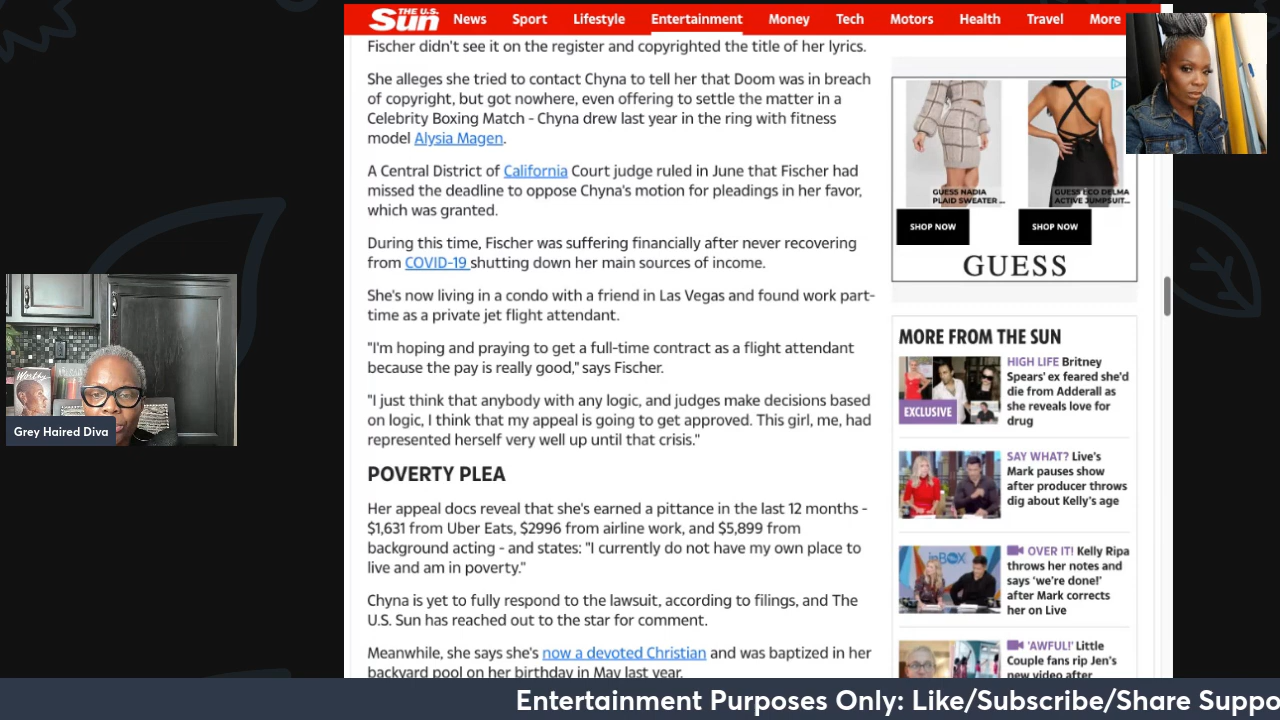 THE U.S.
Sun
News Sport Lifestyle Entertainment Money Tech Motors Health Travel More
Fischer didn't see it on the register and copyrighted the title of her lyrics.
She alleges she tried to contact Chyna to tell her that Doom was in breach
of copyright, but got nowhere, even offering to settle the matter in a
Celebrity Boxing Match - Chyna drew last year in the ring with fitness
model Alysia Magen.
A Central District of California Court judge ruled in June that Fischer had
missed the deadline to oppose Chyna's motion for pleadings in her favor,
which was granted.
During this time, Fischer was suffering financially after never recovering
from COVID-19 shutting down her main sources of income.
She's now living in a condo with a friend in Las Vegas and found work part-
time as a private jet flight attendant.
"I'm hoping and praying to get a full-time contract as a flight attendant
because the pay is really good," says Fischer.
"I just think that anybody with any logic, and judges make decisions based
on logic, I think that my appeal is going to get approved. This girl, me, had
represented herself very well up until that crisis."
POVERTY PLEA
Her appeal docs reveal that she's earned a pittance in the last 12 months -
$1,631 from Uber Eats, $2996 from airline work, and $5,899 from
background acting - and states: "I currently do not have my own place to
live and am in poverty."
Chyna is yet to fully respond to the lawsuit, according to filings, and The
U.S. Sun has reached out to the star for comment.
Meanwhile, she says she's now a devoted Christian and was baptized in her
backyard pool on her birthday in May last year.
GUESS NADIA
PLAID SWEATER ...
GUESS ECO DELMA
ACTIVE JUMPSUIT...
SHOP NOW
SHOP NOW
GUESS
MORE FROM THE SUN
HIGH LIFE Britney
Spears' ex feared she'd
die from Adderall as
she reveals love for
drug
EXCLUSIVE
SAY WHAT? Live's
Mark pauses show
after producer throws
dig about Kelly's age
inBOX
OVER IT! Kelly Ripa
throws her notes and
says 'we're done!'
after Mark corrects
her on Live
'AWFUL!' Little
Couple fans rip Jen's
new video after
Worthy
Grey Haired Diva
Entertainment Purposes Only: Like/Subscribe/Share Suppo